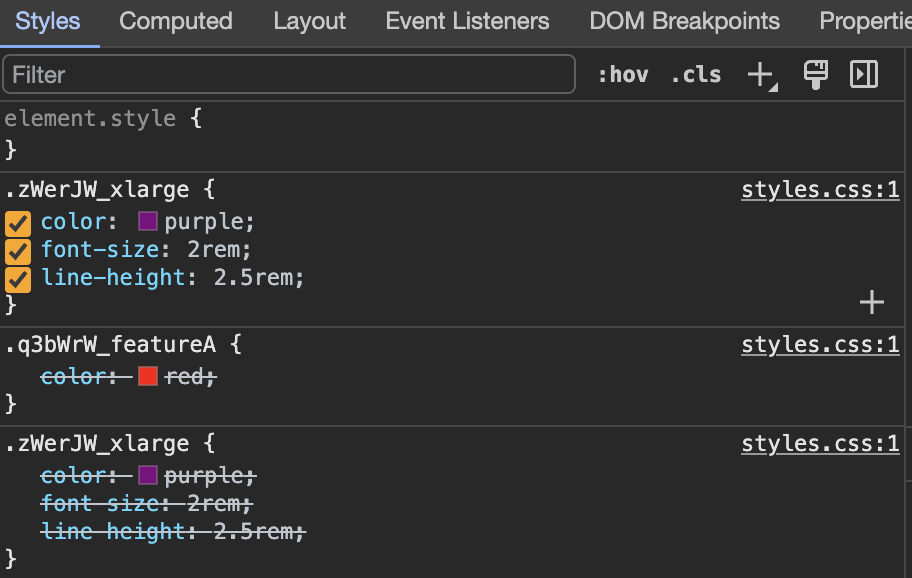 Styles Computed Layout Event Listeners DOM Breakpoints Propertie
Filter :hov .cls
element.style {
}
.zWerJW_xlarge { styles.css:1
color: purple;
font-size: 2rem;
line-height: 2.5rem;
}
.q3bWrW_featureA { styles.css:1
color: red;
}
.zWerJW_xlarge { styles.css:1
color: purple;
font-size: 2rem;
line-height: 2.5rem;
}